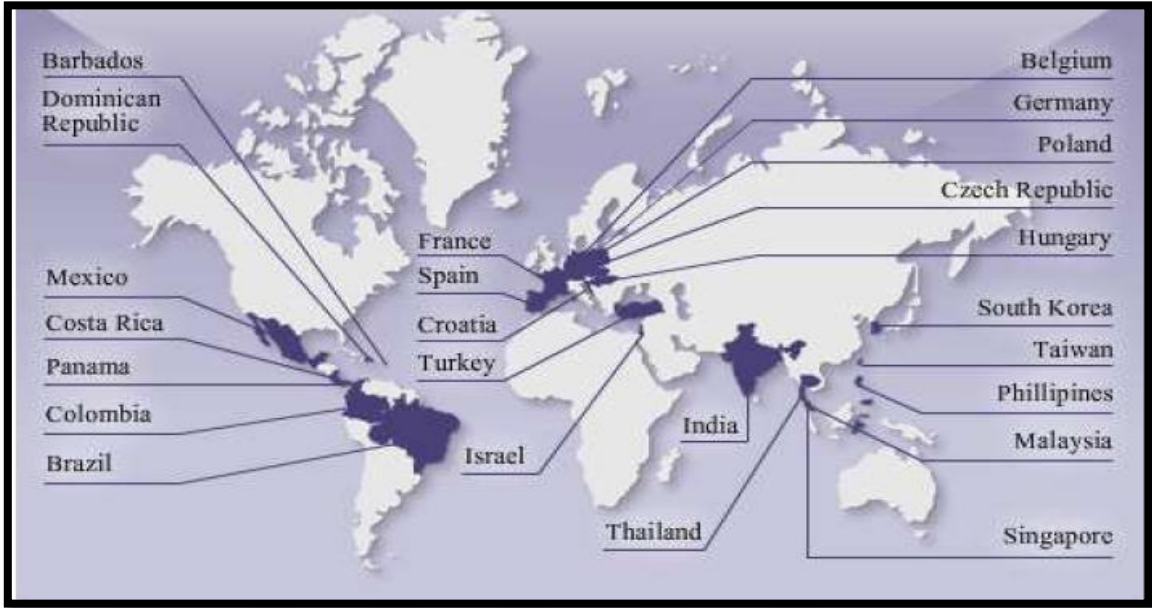 Barbados
Dominican
Republic
Mexico
Costa Rica
Panama
Colombia
Brazil
France
Spain
Croatia
Turkey
Israel
India
Thailand
Belgium
Germany
Poland
Czech Republic
Hungary
South Korea
Taiwan
Phillipines
Malaysia
Singapore